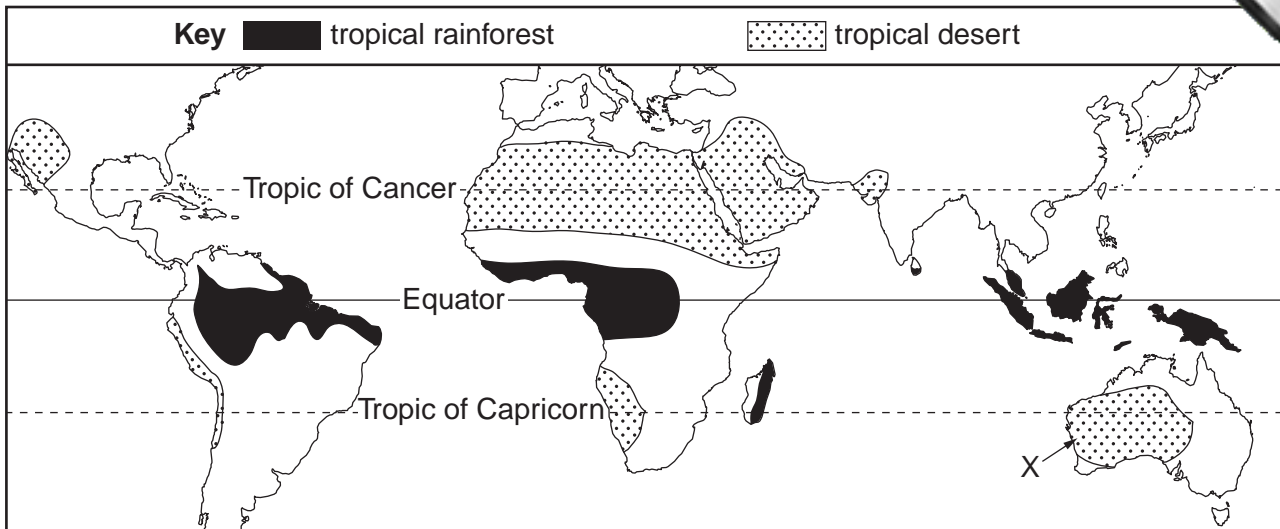 Key tropical rainforest tropical desert
Tropic of Cancer
Equator
Tropic of Capricorn
X